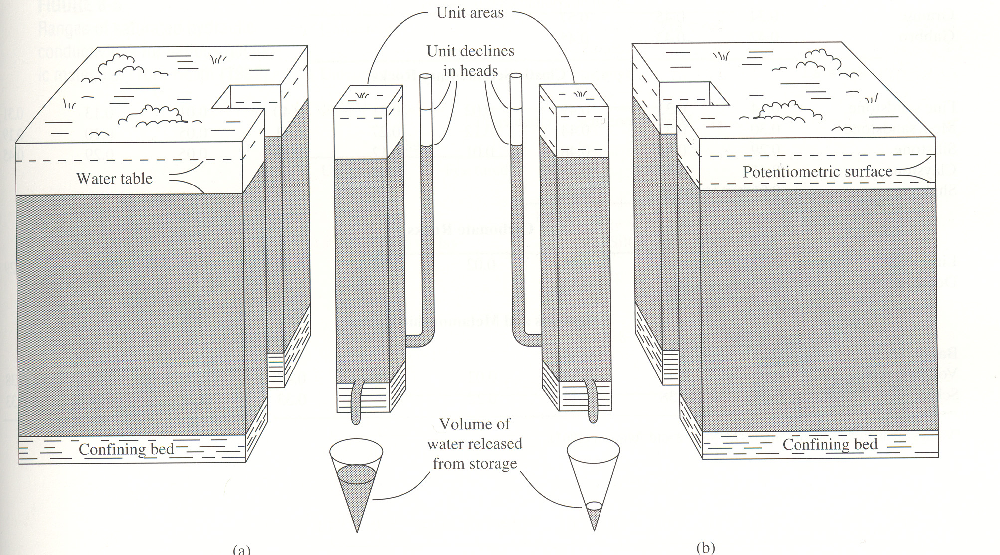 Unit areas
Unit declines
in heads
Water table
Potentiometric surface
Confining bed
Confining bed
Volume of
water released
from storage
(a)
(b)